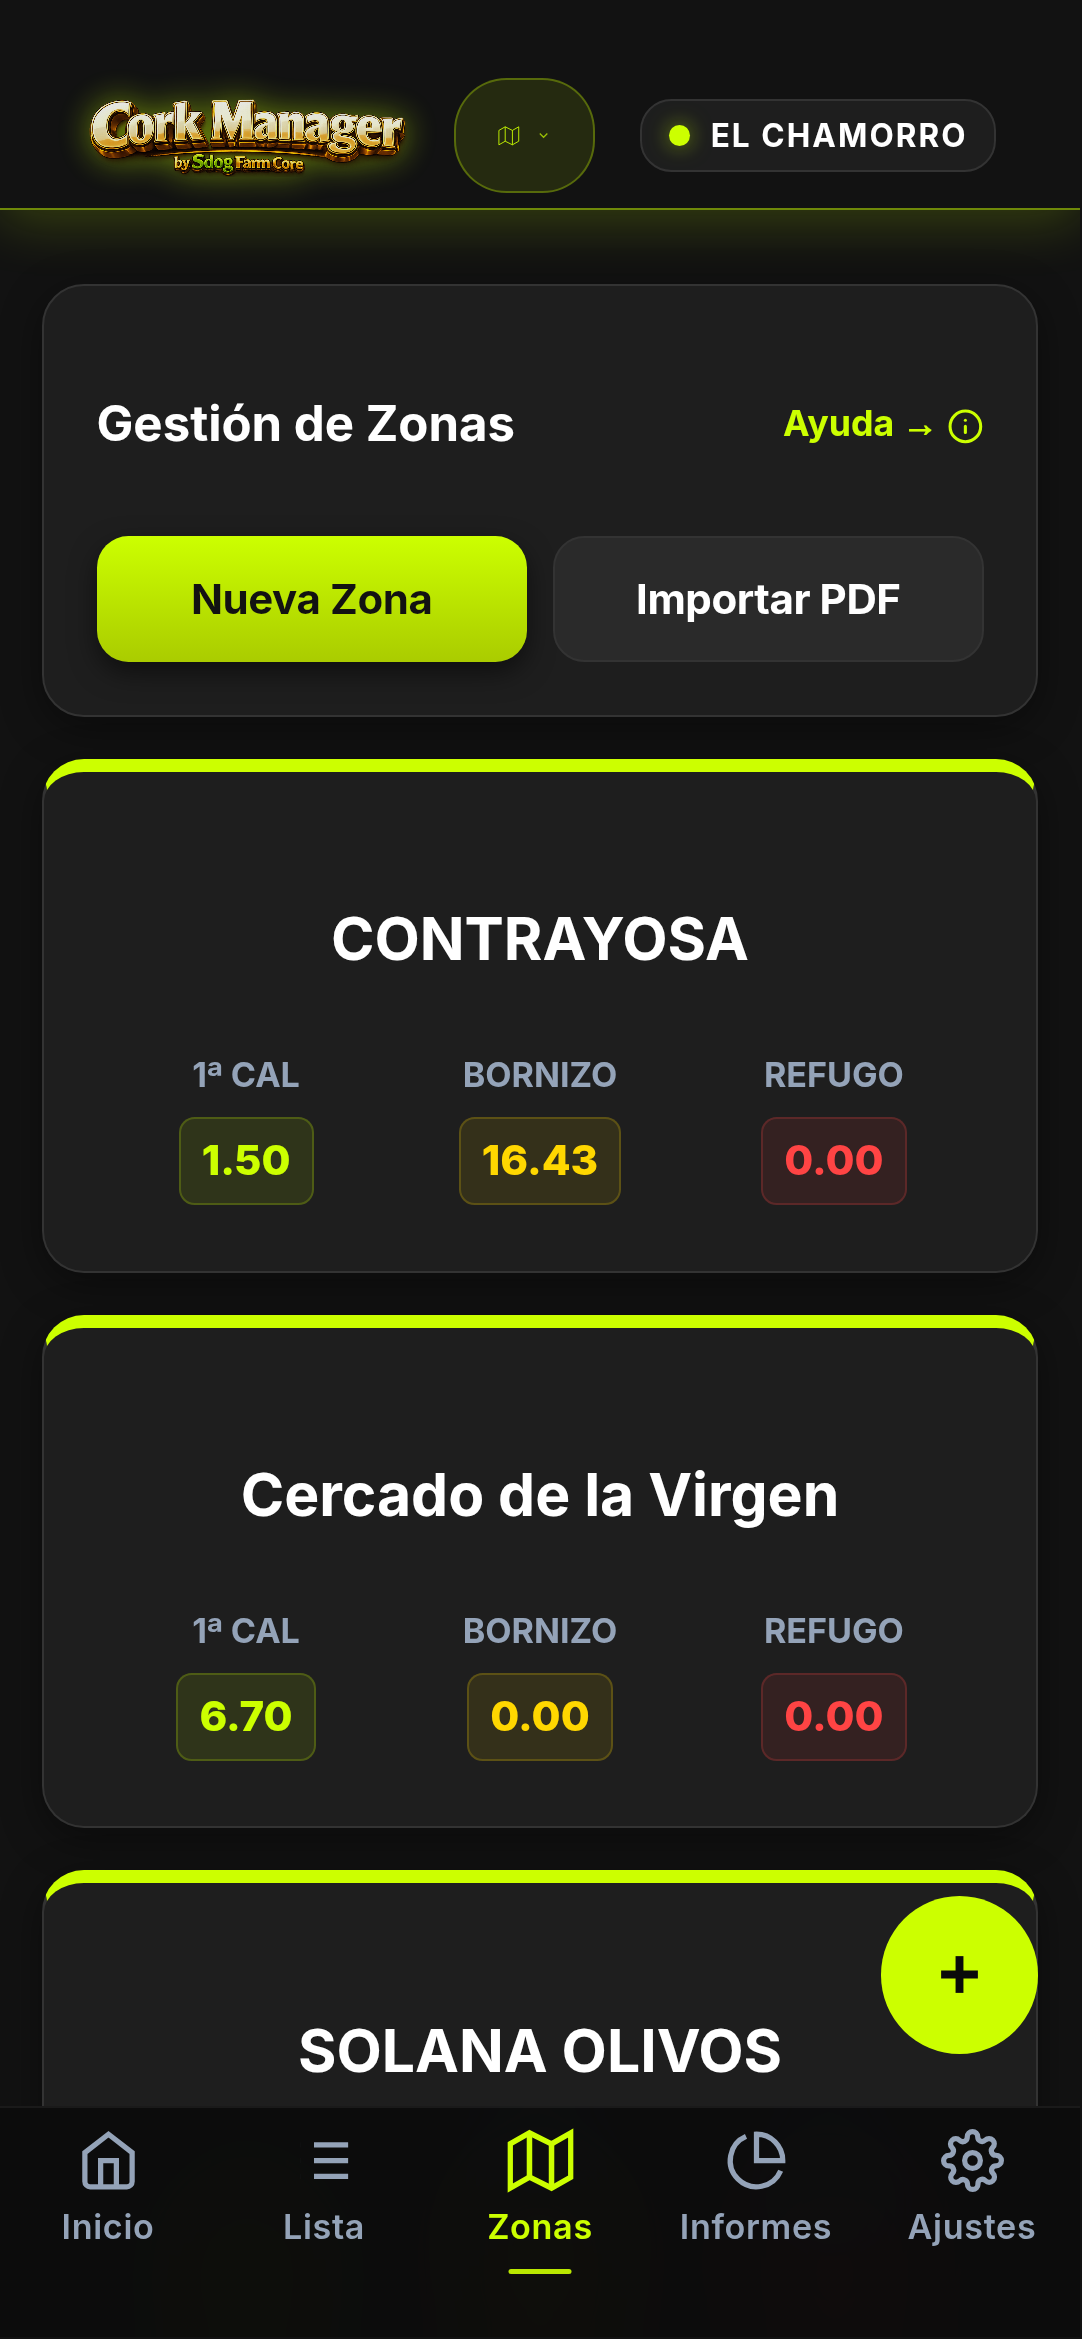 Cork Manager
by Sdog Farm Core
EL CHAMORRO
Gestión de Zonas
Ayuda →
Nueva Zona
Importar PDF
CONTRAYOSA
1ª CAL
BORNIZO
REFUGO
1.50
16.43
0.00
Cercado de la Virgen
1ª CAL
BORNIZO
REFUGO
6.70
0.00
0.00
SOLANA OLIVOS
+
Inicio
Lista
Zonas
Informes
Ajustes